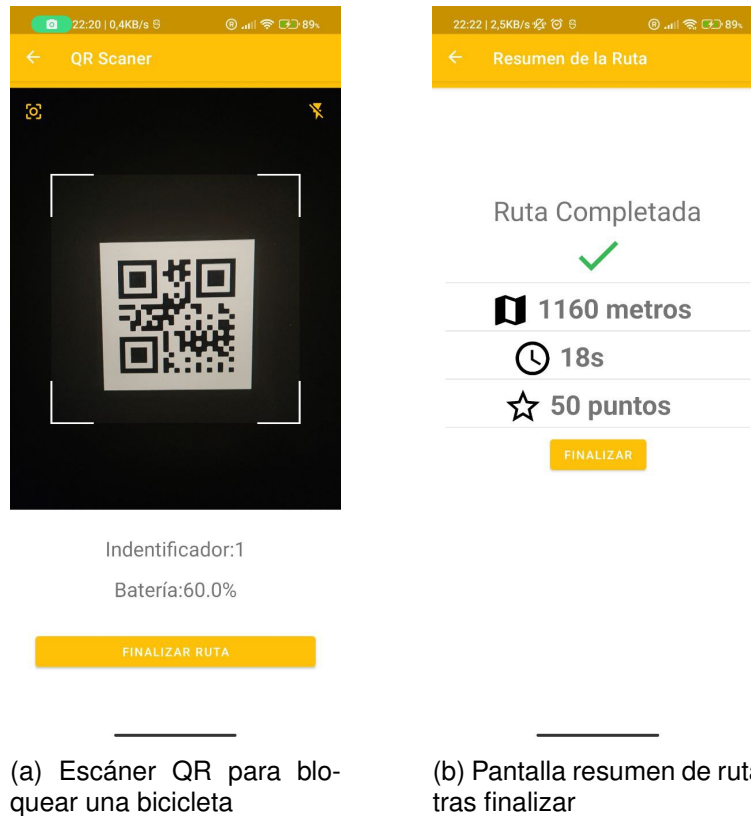 22:20 | 0,4KB/s
89%
QR Scaner
Indentificador:1
Batería:60.0%
FINALIZAR RUTA
(a) Escáner QR para blo-
quear una bicicleta
22:22 | 2,5KB/s
89%
Resumen de la Ruta
Ruta Completada
1160 metros
18s
50 puntos
FINALIZAR
(b) Pantalla resumen de ruta
tras finalizar